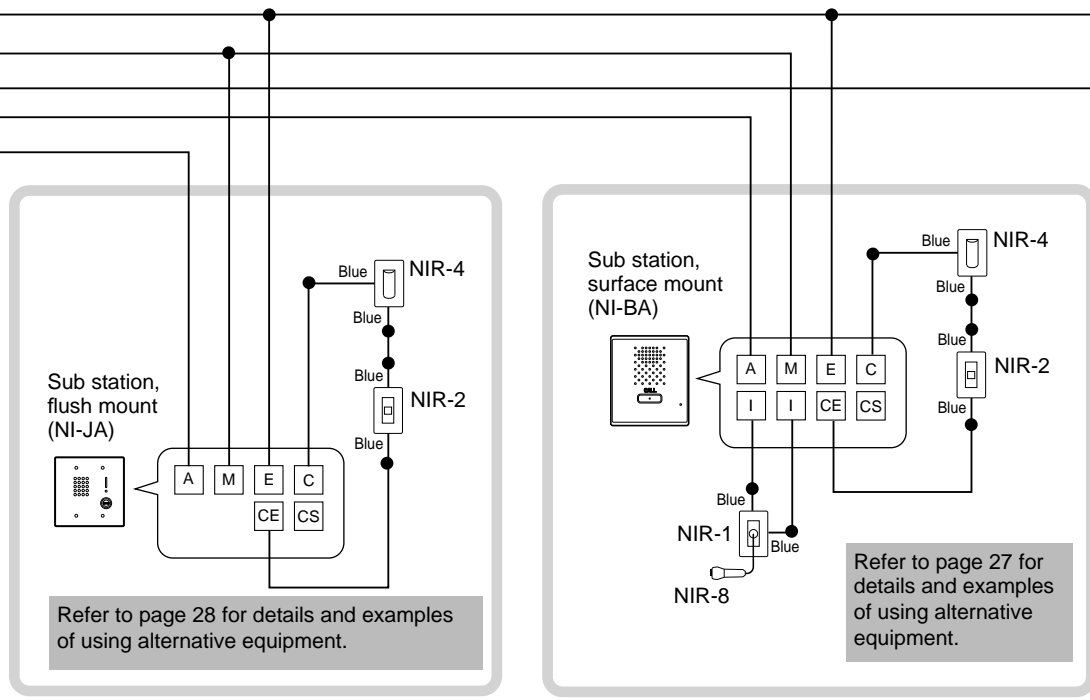 Sub station,
flush mount
(NI-JA)
Blue
NIR-4
Blue
Blue
NIR-2
Blue
A M E C
CE CS
Refer to page 28 for details and examples
of using alternative equipment.
Sub station,
surface mount
(NI-BA)
CALL
Blue
NIR-4
Blue
Blue
NIR-2
Blue
A M E C
I I CE CS
Blue
NIR-1
Blue
NIR-8
Refer to page 27 for
details and examples
of using alternative
equipment.